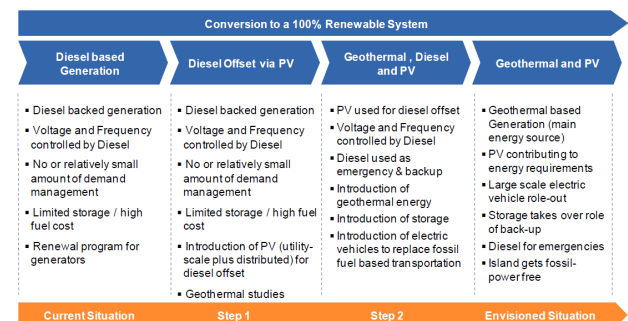 Conversion to a 100% Renewable System
Diesel based
Generation
▪ Diesel backed generation
▪ Voltage and Frequency
controlled by Diesel
▪ No or relatively small
amount of demand
management
▪ Limited storage / high
fuel cost
▪ Renewal program for
generators
Current Situation
Diesel Offset via PV
▪ Diesel backed generation
▪ Voltage and Frequency
controlled by Diesel
▪ No or relatively small
amount of demand
management
▪ Limited storage / high fuel
cost
▪ Introduction of PV (utility-
scale plus distributed) for
diesel offset
▪ Geothermal studies
Step 1
Geothermal , Diesel
and PV
▪ PV used for diesel offset
▪ Voltage and Frequency
controlled by Diesel
▪ Diesel used as
emergency & backup
▪ Introduction of
geothermal energy
▪ Introduction of storage
▪ Introduction of electric
vehicles to replace fossil
fuel based transportation
Step 2
Geothermal and PV
▪ Geothermal based
Generation (main
energy source)
▪ PV contributing to
energy requirements
▪ Large scale electric
vehicle role-out
▪ Storage takes over role
of back-up
▪ Diesel for emergencies
▪ Island gets fossil-
power free
Envisioned Situation